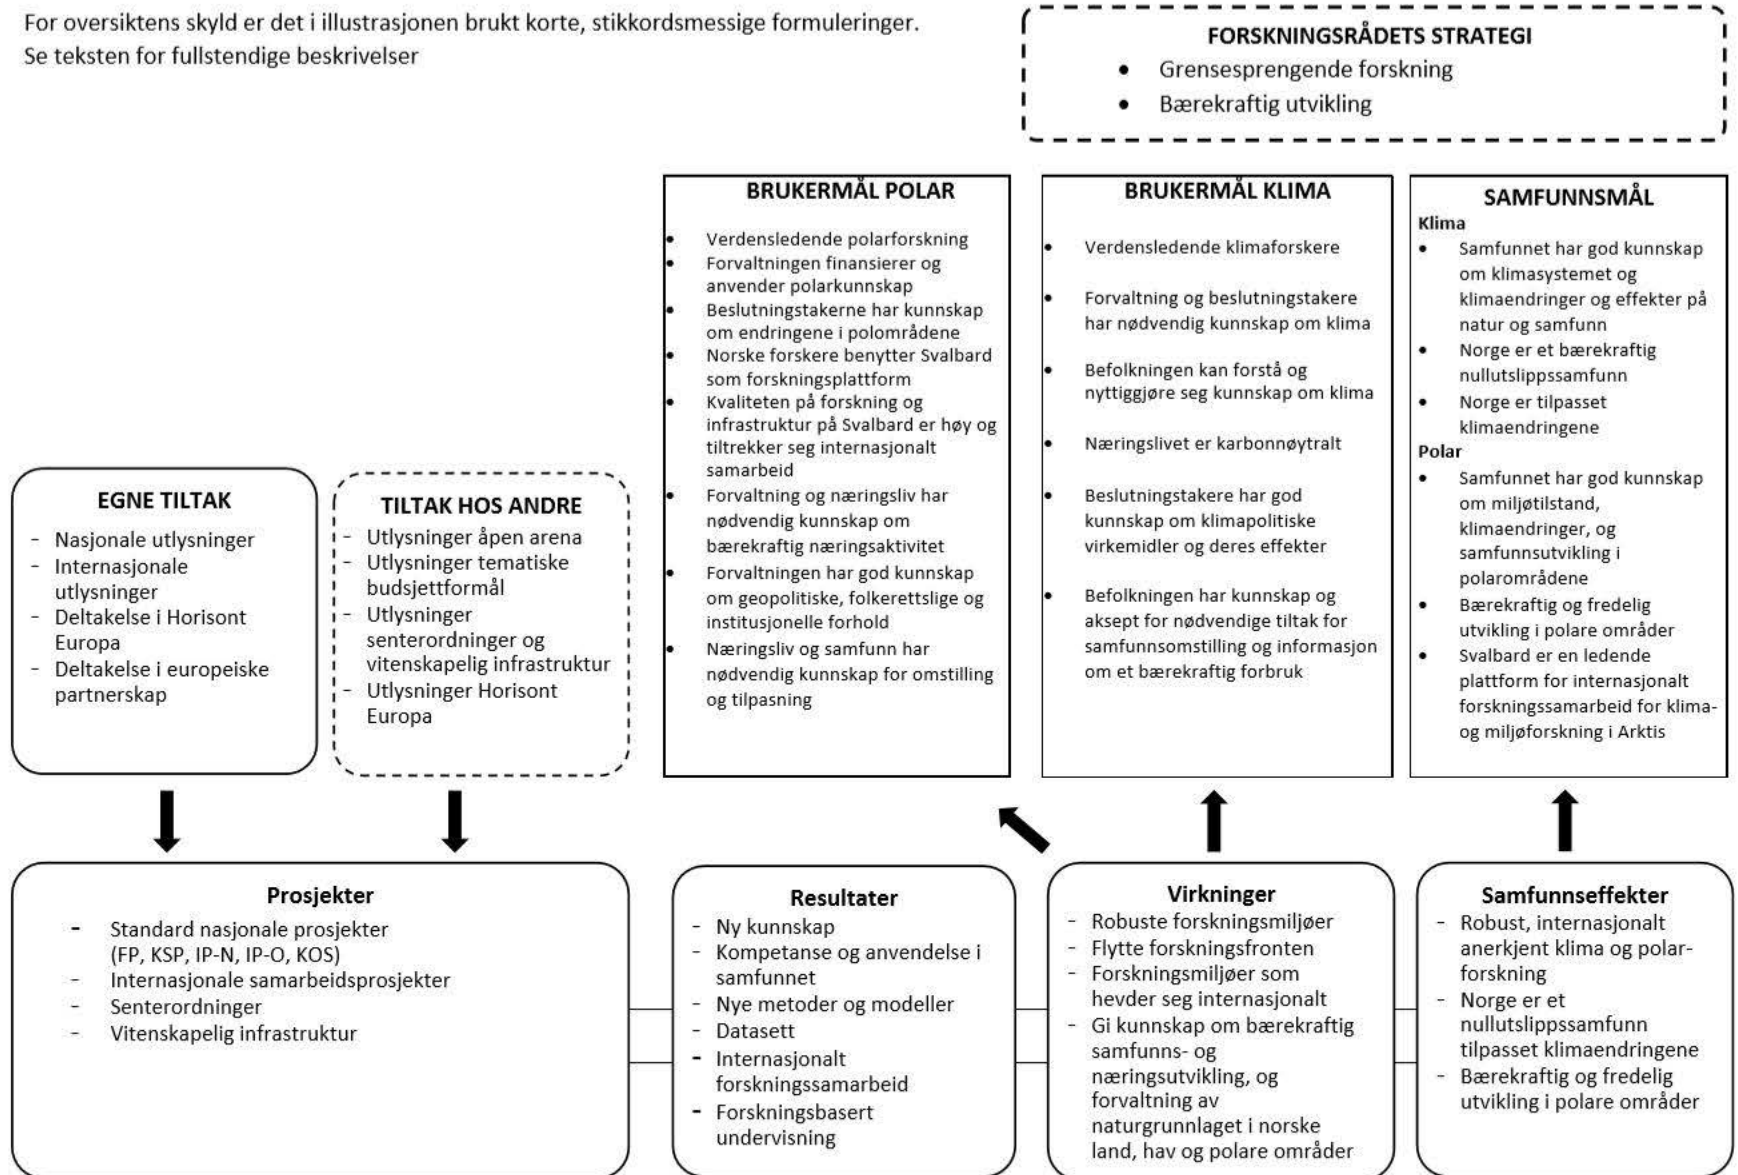 For oversiktens skyld er det i illustrasjonen brukt korte, stikkordsmessige formuleringer.
Se teksten for fullstendige beskrivelser
FORSKNINGSRÅDETS STRATEGI
• Grensesprengende forskning
• Bærekraftig utvikling
BRUKERMÅL POLAR
• Verdensledende polarforskning
• Forvaltningen finansierer og
anvender polarkunnskap
• Beslutningstakerne har kunnskap
om endringene i polområdene
• Norske forskere benytter Svalbard
som forskningsplattform
• Kvaliteten på forskning og
infrastruktur på Svalbard er høy og
tiltrekker seg internasjonalt
samarbeid
• Forvaltning og næringsliv har
nødvendig kunnskap om
bærekraftig næringsaktivitet
• Forvaltningen har god kunnskap
om geopolitiske, folkerettslige og
institusjonelle forhold
• Næringsliv og samfunn har
nødvendig kunnskap for omstilling
og tilpasning
BRUKERMÅL KLIMA
• Verdensledende klimaforskere
• Forvaltning og beslutningstakere
har nødvendig kunnskap om klima
• Befolkningen kan forstå og
nyttiggjøre seg kunnskap om klima
• Næringslivet er karbonnøytralt
• Beslutningstakere har god
kunnskap om klimapolitiske
virkemidler og deres effekter
• Befolkningen har kunnskap og
aksept for nødvendige tiltak for
samfunnsomstilling og informasjon
om et bærekraftig forbruk
SAMFUNNSMÅL
Klima
• Samfunnet har god kunnskap
om klimasystemet og
klimaendringer og effekter på
natur og samfunn
• Norge er et bærekraftig
nullutslippssamfunn
• Norge er tilpasset
klimaendringene
Polar
• Samfunnet har god kunnskap
om miljøtilstand,
klimaendringer, og
samfunnsutvikling i
polarområdene
• Bærekraftig og fredelig
utvikling i polare områder
• Svalbard er en ledende
plattform for internasjonalt
forskningssamarbeid for klima-
og miljøforskning i Arktis
EGNE TILTAK
- Nasjonale utlysninger
- Internasjonale
utlysninger
- Deltakelse i Horisont
Europa
- Deltakelse i europeiske
partnerskap
TILTAK HOS ANDRE
- Utlysninger åpen arena
- Utlysninger tematiske
budsjettformål
- Utlysninger
senterordninger og
vitenskapelig infrastruktur
- Utlysninger Horisont
Europa
Prosjekter
- Standard nasjonale prosjekter
(FP, KSP, IP-N, IP-O, KOS)
- Internasjonale samarbeidsprosjekter
- Senterordninger
- Vitenskapelig infrastruktur
Resultater
- Ny kunnskap
- Kompetanse og anvendelse i
samfunnet
- Nye metoder og modeller
- Datasett
- Internasjonalt
forskningssamarbeid
- Forskningsbasert
undervisning
Virkninger
- Robuste forskningsmiljøer
- Flytte forskningsfronten
- Forskningsmiljøer som
hevder seg internasjonalt
- Gi kunnskap om bærekraftig
samfunns- og
næringsutvikling, og
forvaltning av
naturgrunnlaget i norske
land, hav og polare områder
Samfunnseffekter
- Robust, internasjonalt
anerkjent klima og polar-
forskning
- Norge er et
nullutslippssamfunn
tilpasset klimaendringene
- Bærekraftig og fredelig
utvikling i polare områder